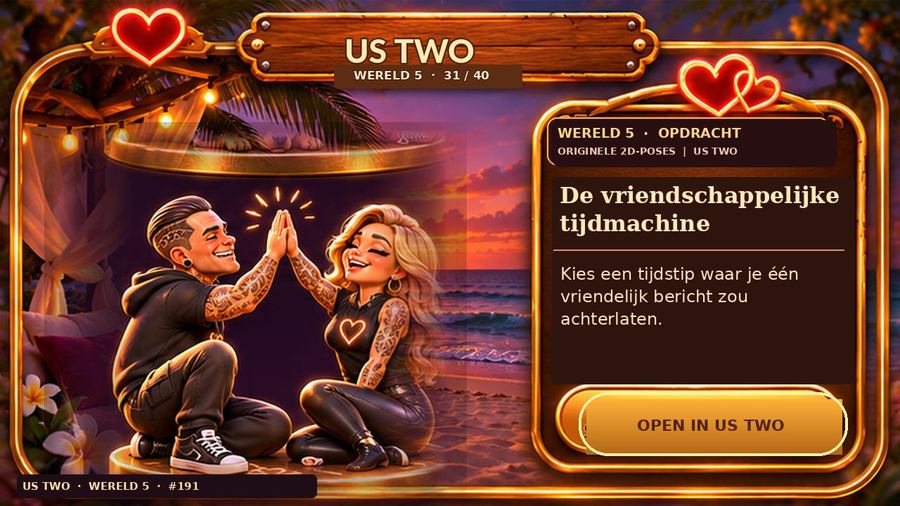 US TWO
WERELD 5 · 31 / 40
WERELD 5 · OPDRACHT
ORIGINELE 2D-POSES | US TWO
De vriendschappelijke
tijdmachine
Kies een tijdstip waar je één
vriendelijk bericht zou
achterlaten.
OPEN IN US TWO
US TWO · WERELD 5 · #191